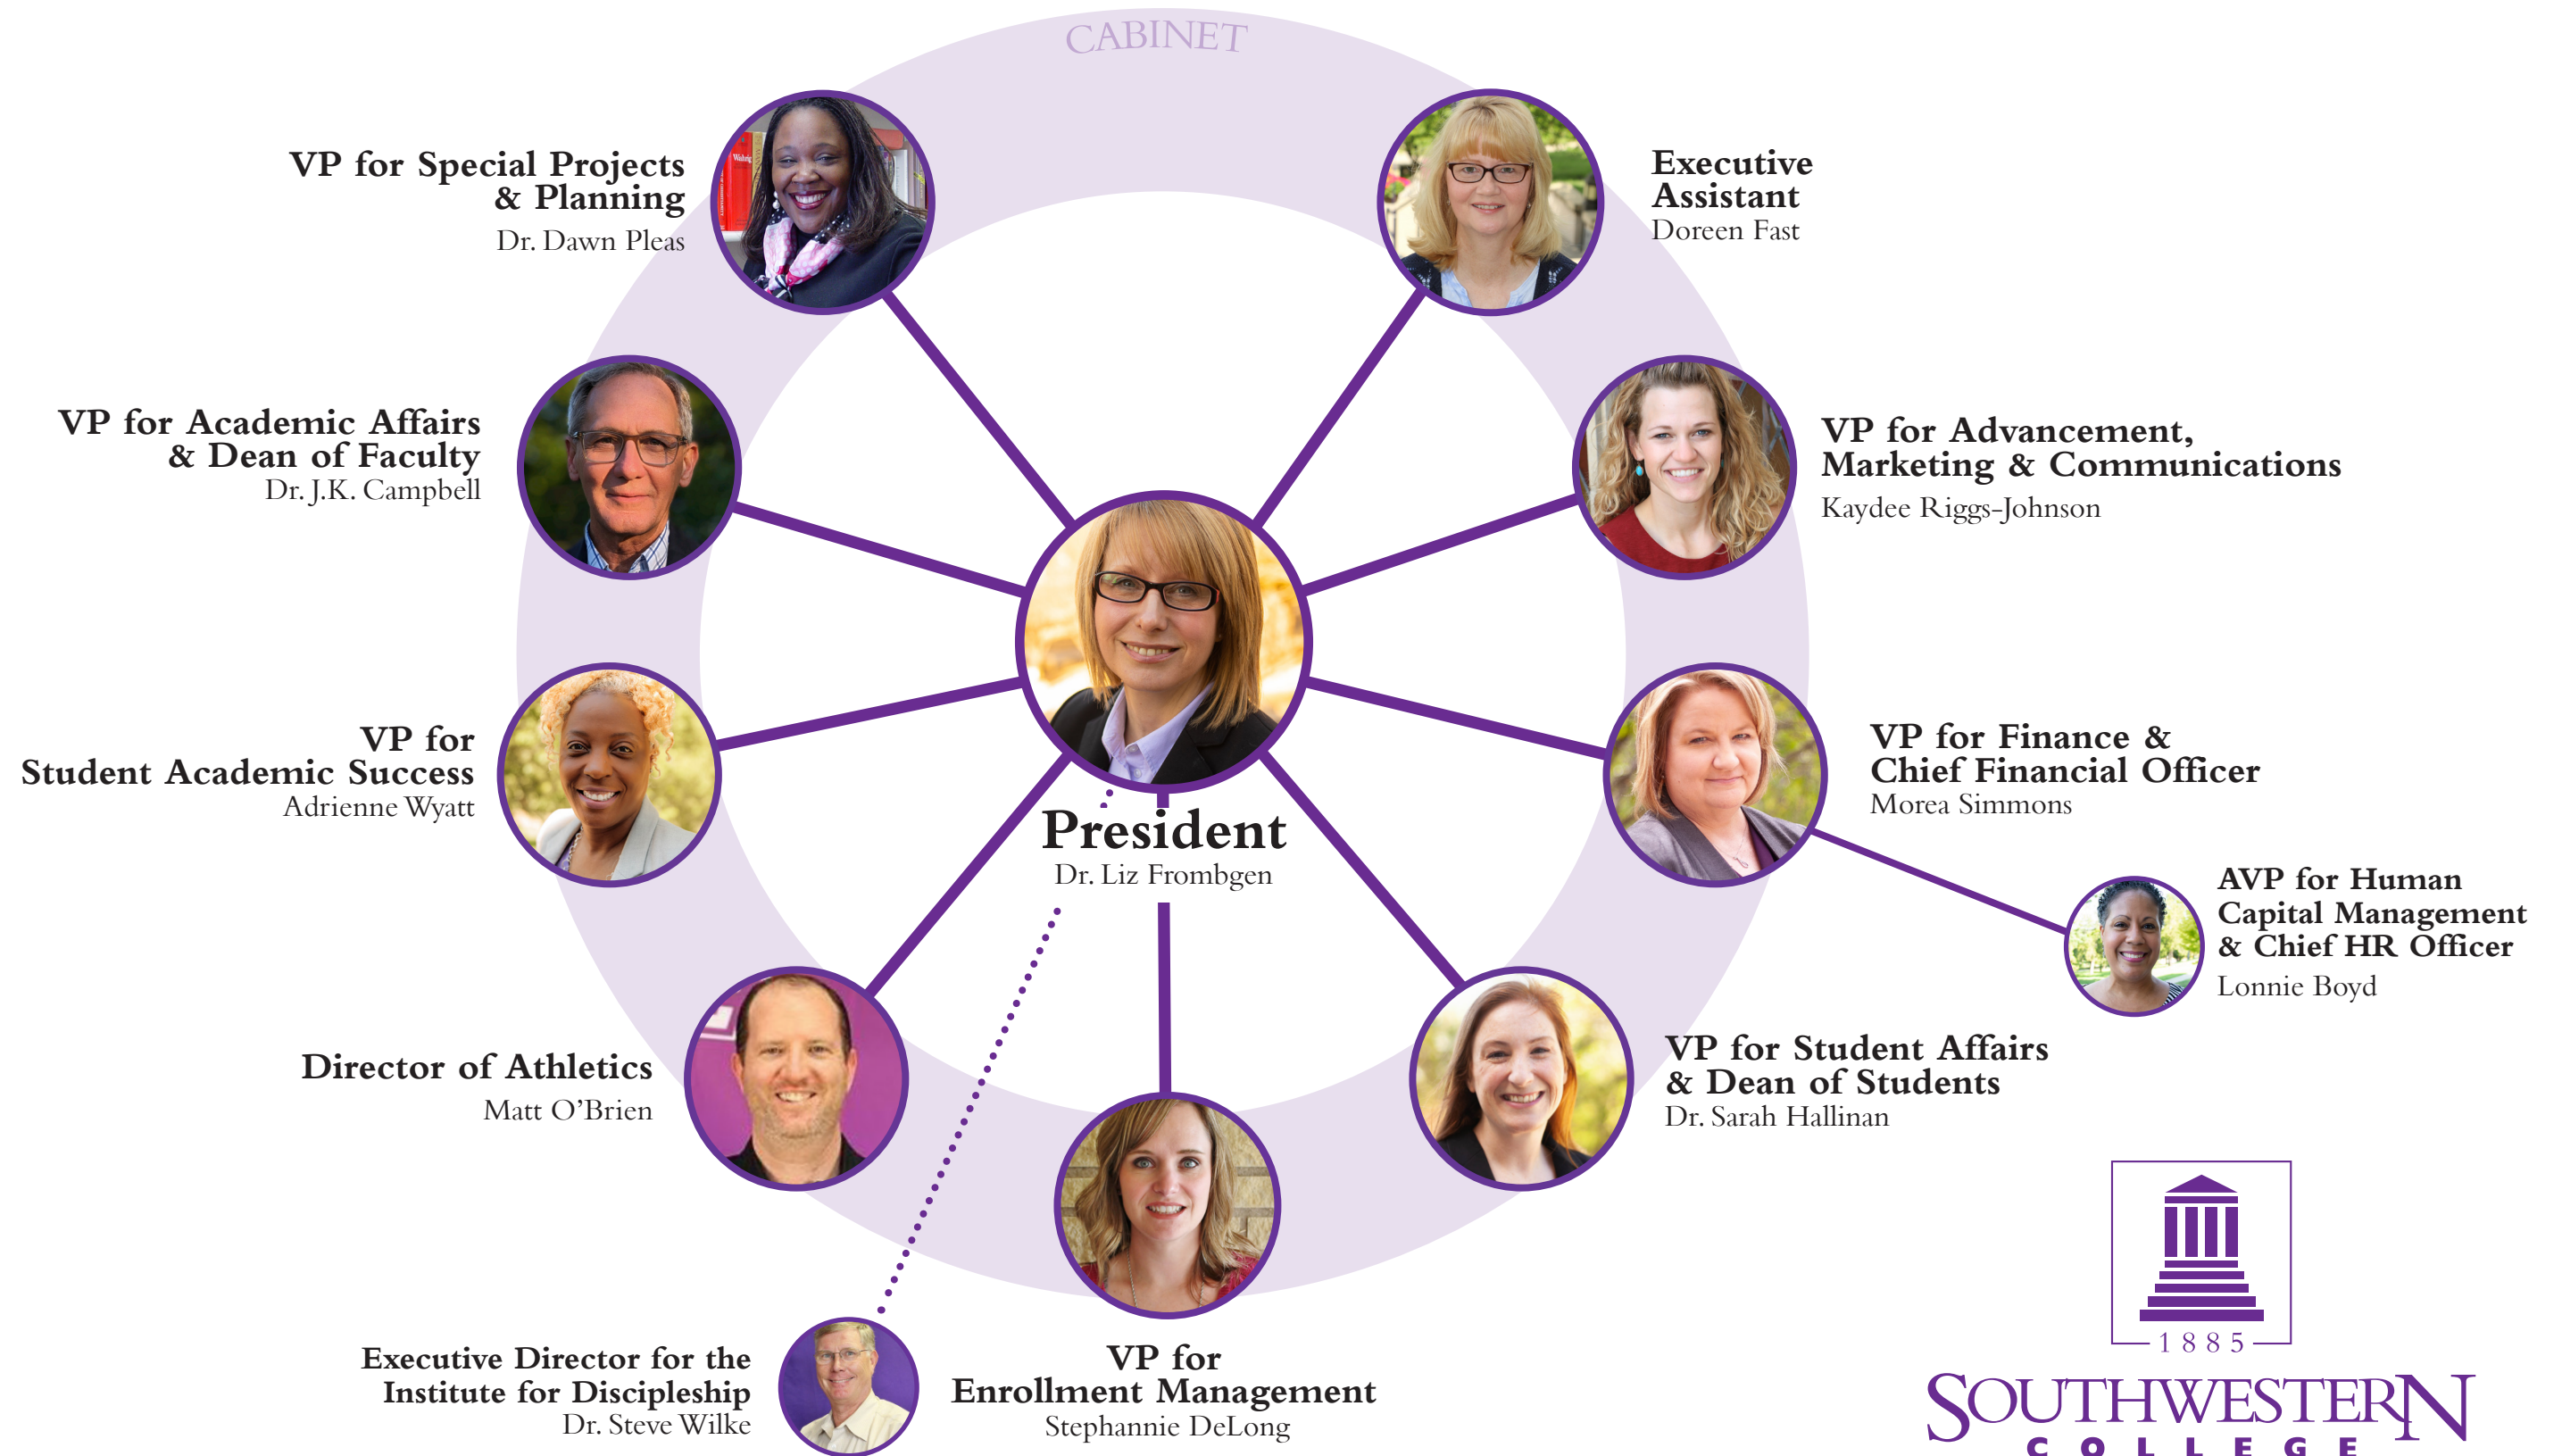 CABINET
VP for Special Projects
& Planning
Dr. Dawn Pleas
Executive
Assistant
Doreen Fast
VP for Academic Affairs
& Dean of Faculty
Dr. J.K. Campbell
VP for Advancement,
Marketing & Communications
Kaydee Riggs-Johnson
VP for
Student Academic Success
Adrienne Wyatt
President
Dr. Liz Frombgen
VP for Finance &
Chief Financial Officer
Morea Simmons
AVP for Human
Capital Management
& Chief HR Officer
Lonnie Boyd
Director of Athletics
Matt O’Brien
VP for Student Affairs
& Dean of Students
Dr. Sarah Hallinan
Executive Director for the
Institute for Discipleship
Dr. Steve Wilke
VP for
Enrollment Management
Stephannie DeLong
1885
SOUTHWESTERN
COLLEGE